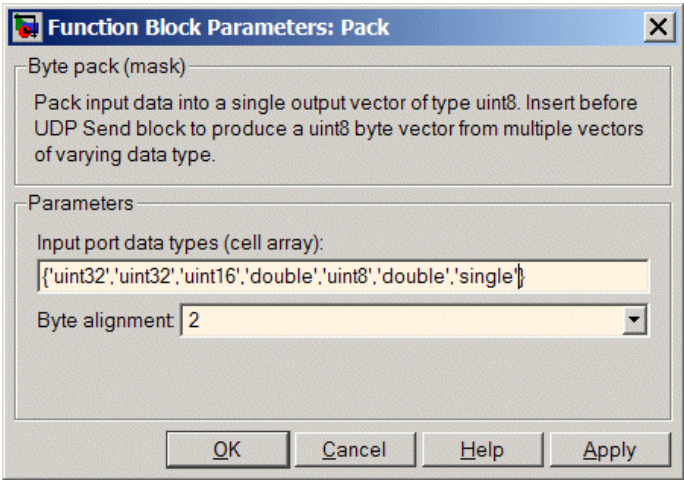 Function Block Parameters: Pack
Byte pack (mask)
Pack input data into a single output vector of type uint8. Insert before
UDP Send block to produce a uint8 byte vector from multiple vectors
of varying data type.
Parameters
Input port data types (cell array):
{'uint32','uint32','uint16','double','uint8','double','single'}
Byte alignment: 2
OK Cancel Help Apply